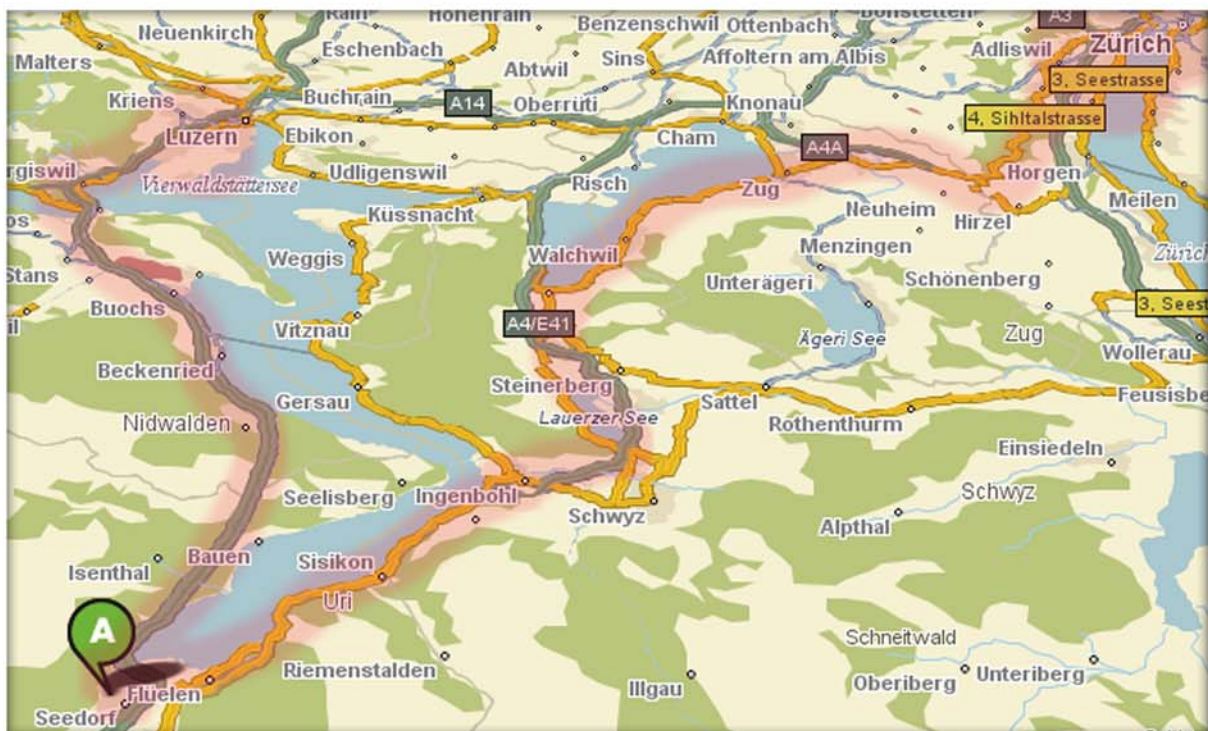 Rain
Hohenrain
Benzenschwil
Ottenbach
Bonstetten
A3
Neuenkirch
Eschenbach
Sins
Affoltern am Albis
Adliswil
Zürich
Malters
Abtwil
3, Seestrasse
Kriens
Buchrain
A14
Oberrüti
Knonau
4, Sihltalstrasse
Luzern
Ebikon
Cham
A4A
ergiswil
Udligenswil
Risch
Zug
Horgen
Vierwaldstättersee
Küssnacht
Neuheim
Hirzel
Meilen
Menzingen
Weggis
Walchwil
Zürich
Stans
Unterägeri
Schönenberg
Buochs
3, Seest
Vitznau
A4/E41
Ägeri See
Zug
Wollerau
Beckenried
Steinerberg
Feusisbe
Gersau
Sattel
Nidwalden
Lauerzer See
Rothenthurm
Einsiedeln
Seelisberg
Ingenbohl
Schwyz
Schwyz
Alpthal
Bauen
Sisikon
Isenthal
Uri
A
Schneitwald
Riemenstalden
Unteriberg
Flüelen
Illgau
Oberiberg
Seedorf